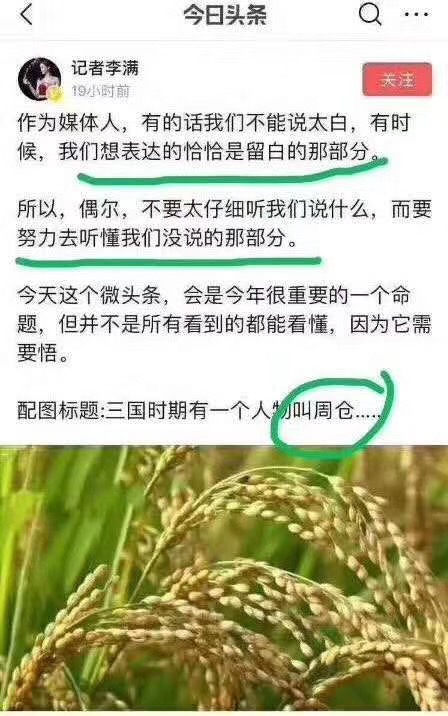 今日头条
记者李满
19小时前
关注
作为媒体人，有的话我们不能说太白，有时
候，我们想表达的恰恰是留白的那部分。
所以，偶尔，不要太仔细听我们说什么，而要
努力去听懂我们没说的那部分。
今天这个微头条，会是今年很重要的一个命
题，但并不是所有看到的都能看懂，因为它需
要悟。
配图标题:三国时期有一个人物叫周仓.....